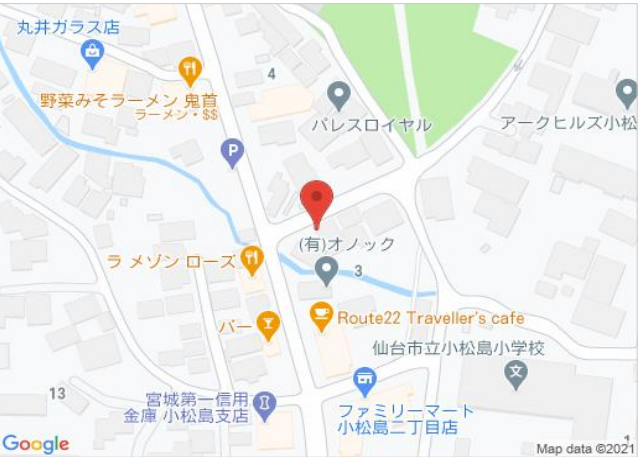 丸井ガラス店
野菜みそラーメン 鬼首
ラーメン・$$
4
パレスロイヤル
アークヒルズ小松
P
(有)オノック
3
ラ メゾン ローズ
バー
Route22 Traveller's cafe
仙台市立小松島小学校
文
13
宮城第一信用
金庫 小松島支店
ファミリーマート
小松島二丁目店
1
Google
Map data ©2021